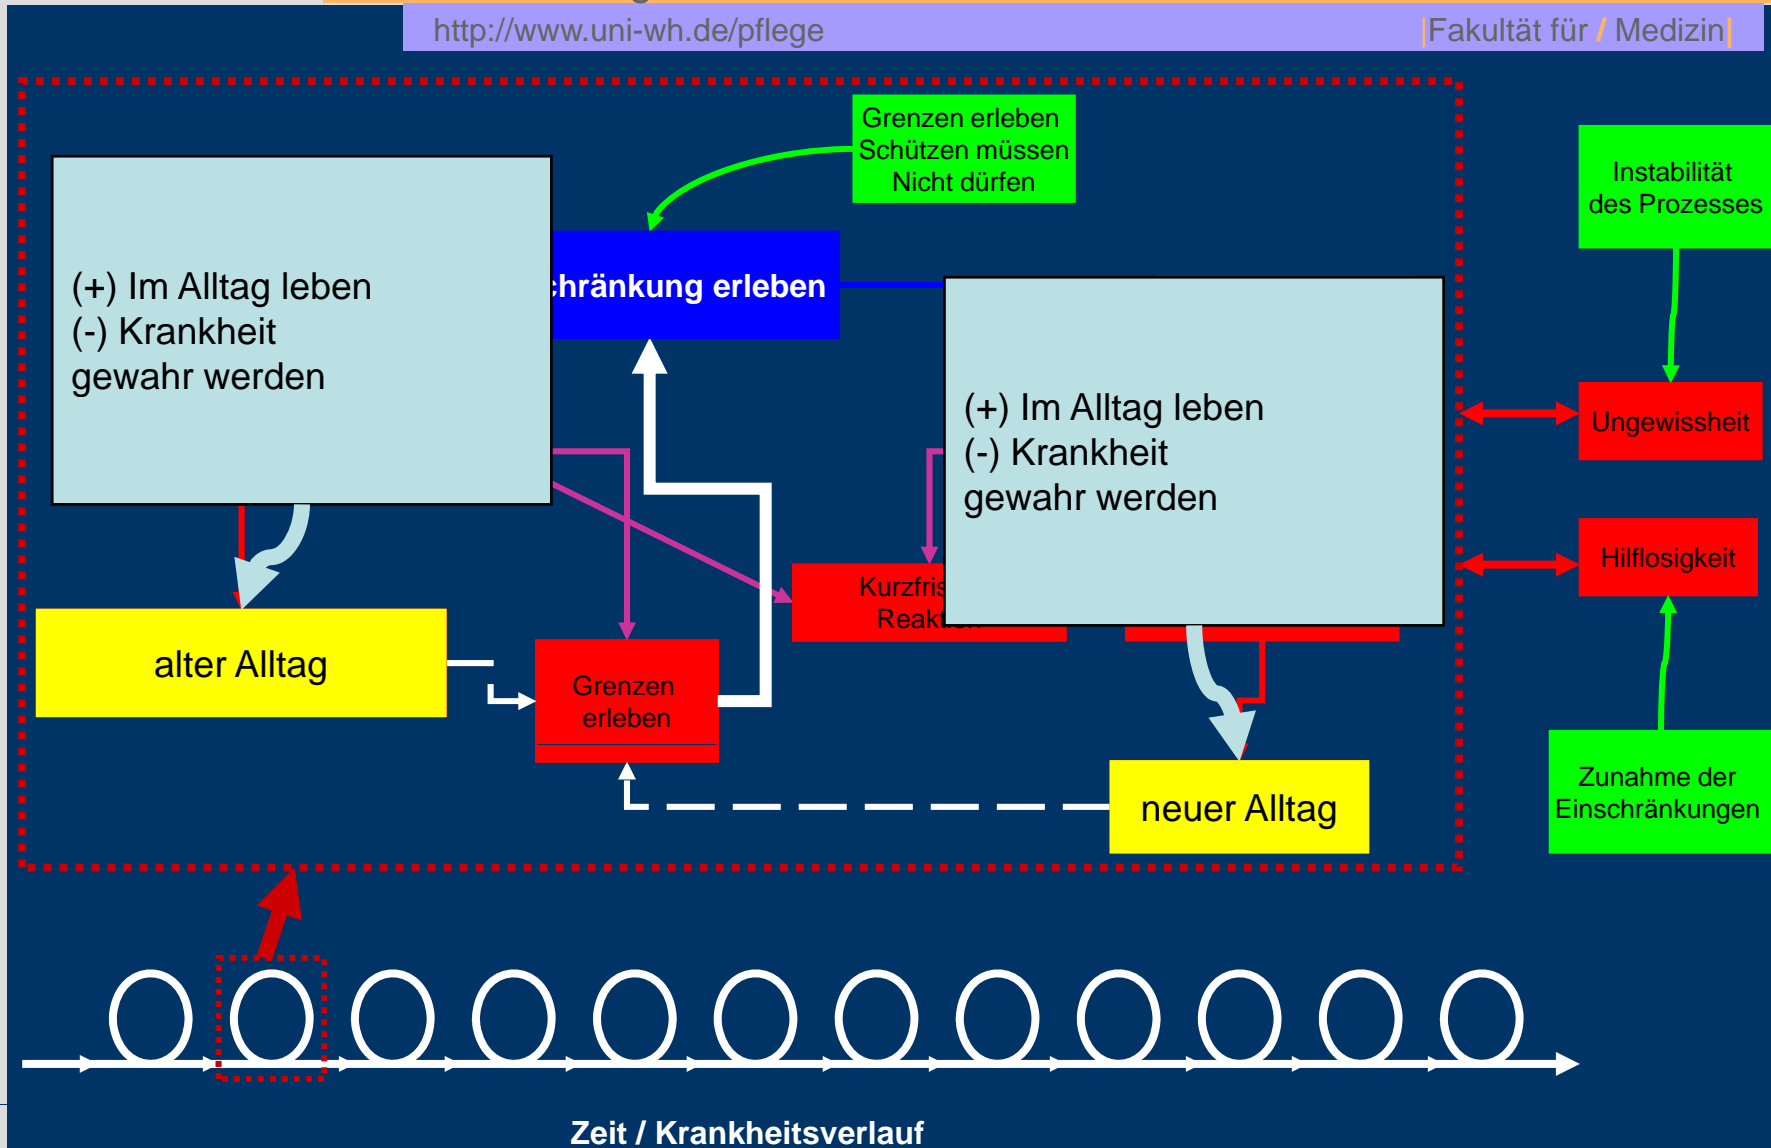 http://www.uni-wh.de/pflege
|Fakultät für / Medizin|
Grenzen erleben
Schützen müssen
Nicht dürfen
Instabilität
des Prozesses
(+) Im Alltag leben
(-) Krankheit
gewahr werden
chränkung erleben
(+) Im Alltag leben
(-) Krankheit
gewahr werden
Ungewissheit
Hilflosigkeit
Kurzfris
Reaktion
alter Alltag
Grenzen
erleben
neuer Alltag
Zunahme der
Einschränkungen
Zeit / Krankheitsverlauf